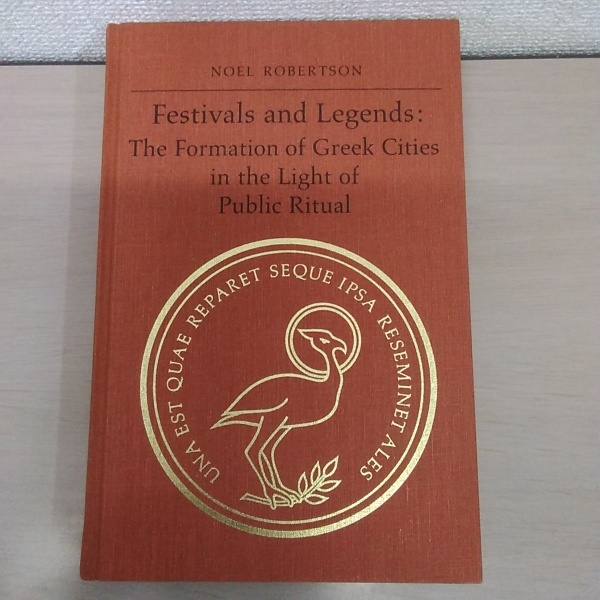 NOEL ROBERTSON
Festivals and Legends:
The Formation of Greek Cities
in the Light of
Public Ritual
UNA EST QUAE REPARET SEQUE IPSA RESEMINET ALES